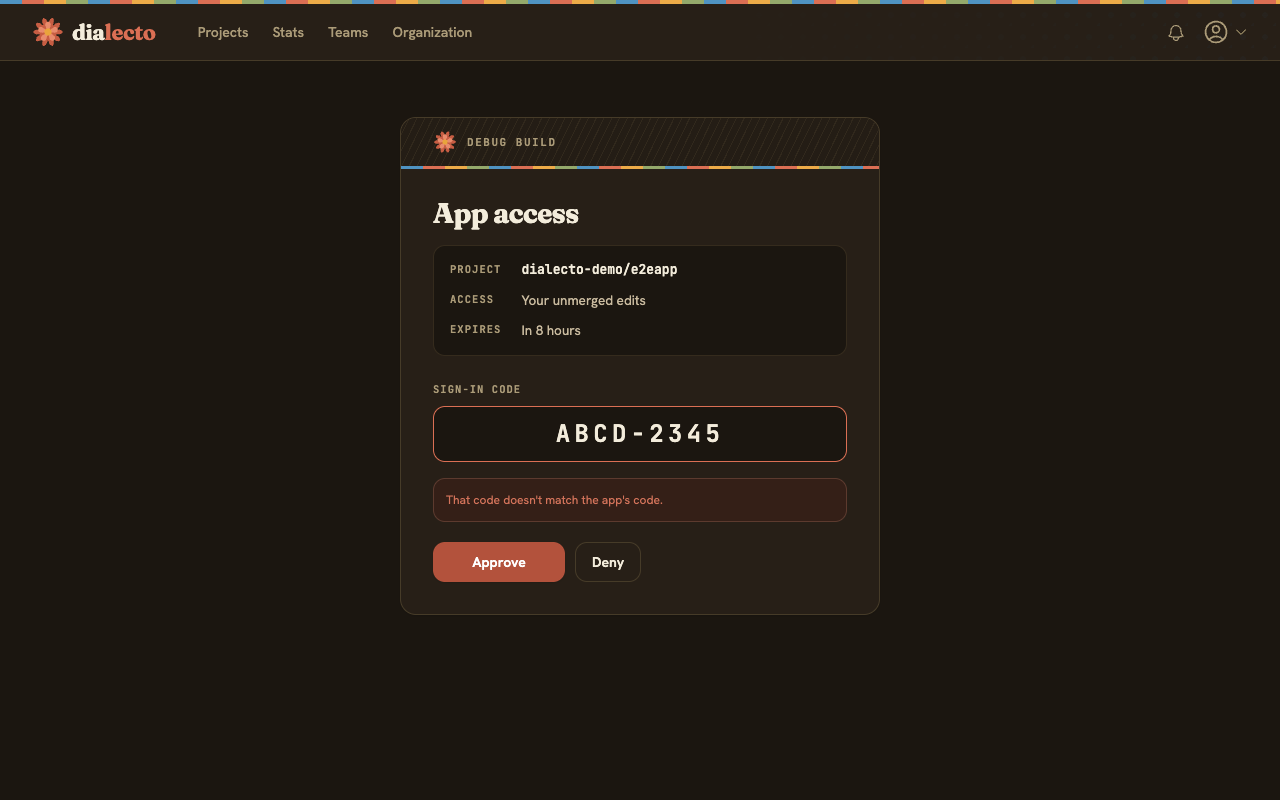 dialecto Projects Stats Teams Organization
DEBUG BUILD
App access
PROJECT dialecto-demo/e2eapp
ACCESS Your unmerged edits
EXPIRES In 8 hours
SIGN-IN CODE
ABCD-2345
That code doesn't match the app's code.
Approve Deny